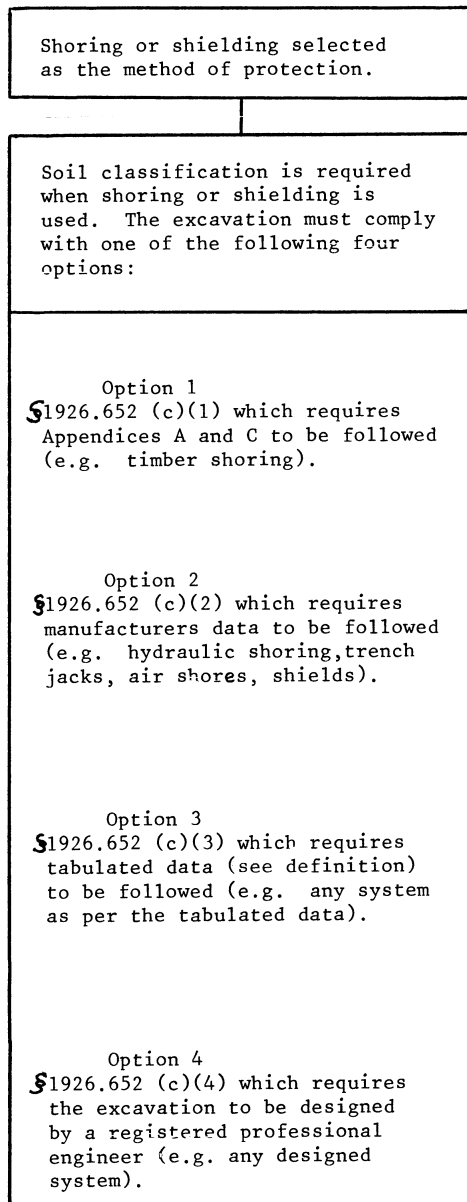 Shoring or shielding selected
as the method of protection.
Soil classification is required
when shoring or shielding is
used. The excavation must comply
with one of the following four
options:
Option 1
§1926.652 (c)(1) which requires
Appendices A and C to be followed
(e.g. timber shoring).
Option 2
§1926.652 (c)(2) which requires
manufacturers data to be followed
(e.g. hydraulic shoring,trench
jacks, air shores, shields).
Option 3
§1926.652 (c)(3) which requires
tabulated data (see definition)
to be followed (e.g. any system
as per the tabulated data).
Option 4
§1926.652 (c)(4) which requires
the excavation to be designed
by a registered professional
engineer (e.g. any designed
system).